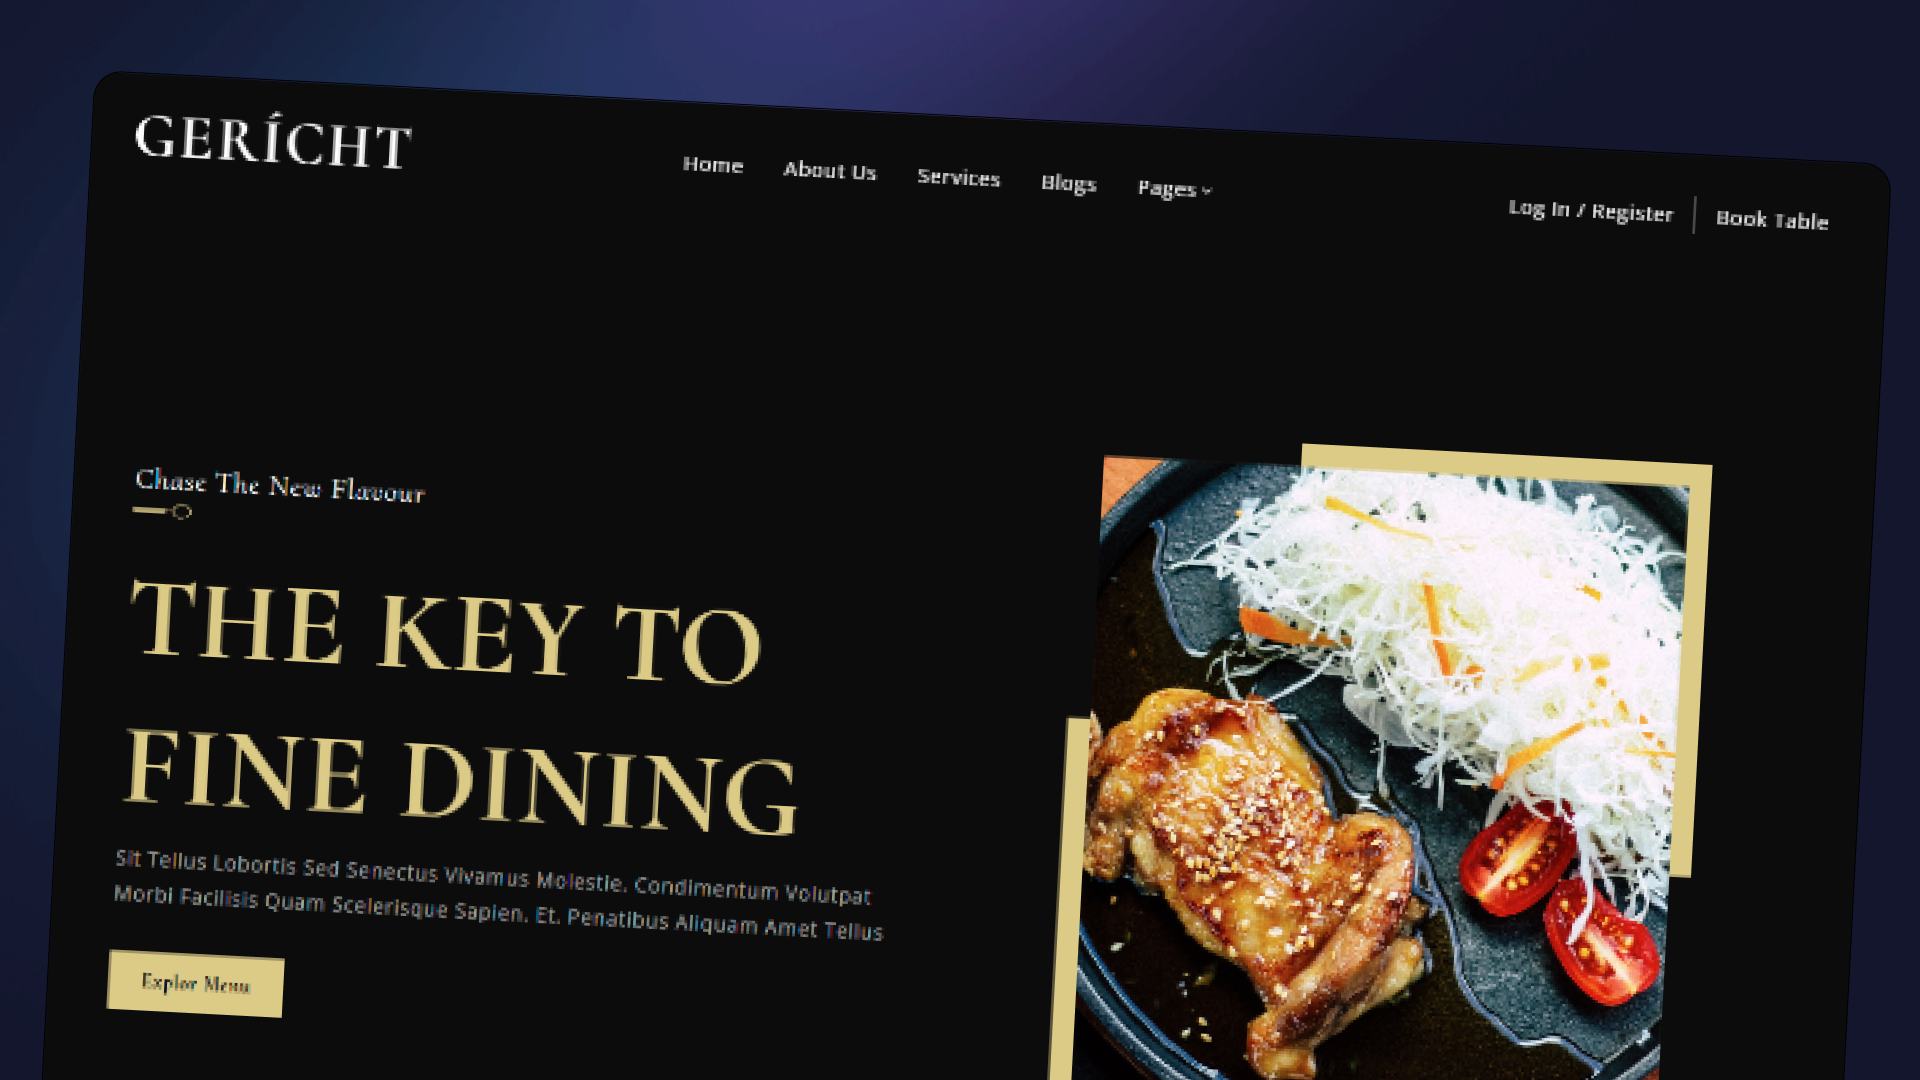 GERÍCHT
Home About Us Services Blogs Pages
Log In / Register Book Table
Chase The New Flavour
THE KEY TO
FINE DINING
Sit Tellus Lobortis Sed Senectus Vivamus Molestie. Condimentum Volutpat
Morbi Facilisis Quam Scelerisque Sapien. Et. Penatibus Aliquam Amet Tellus
Explor Menu